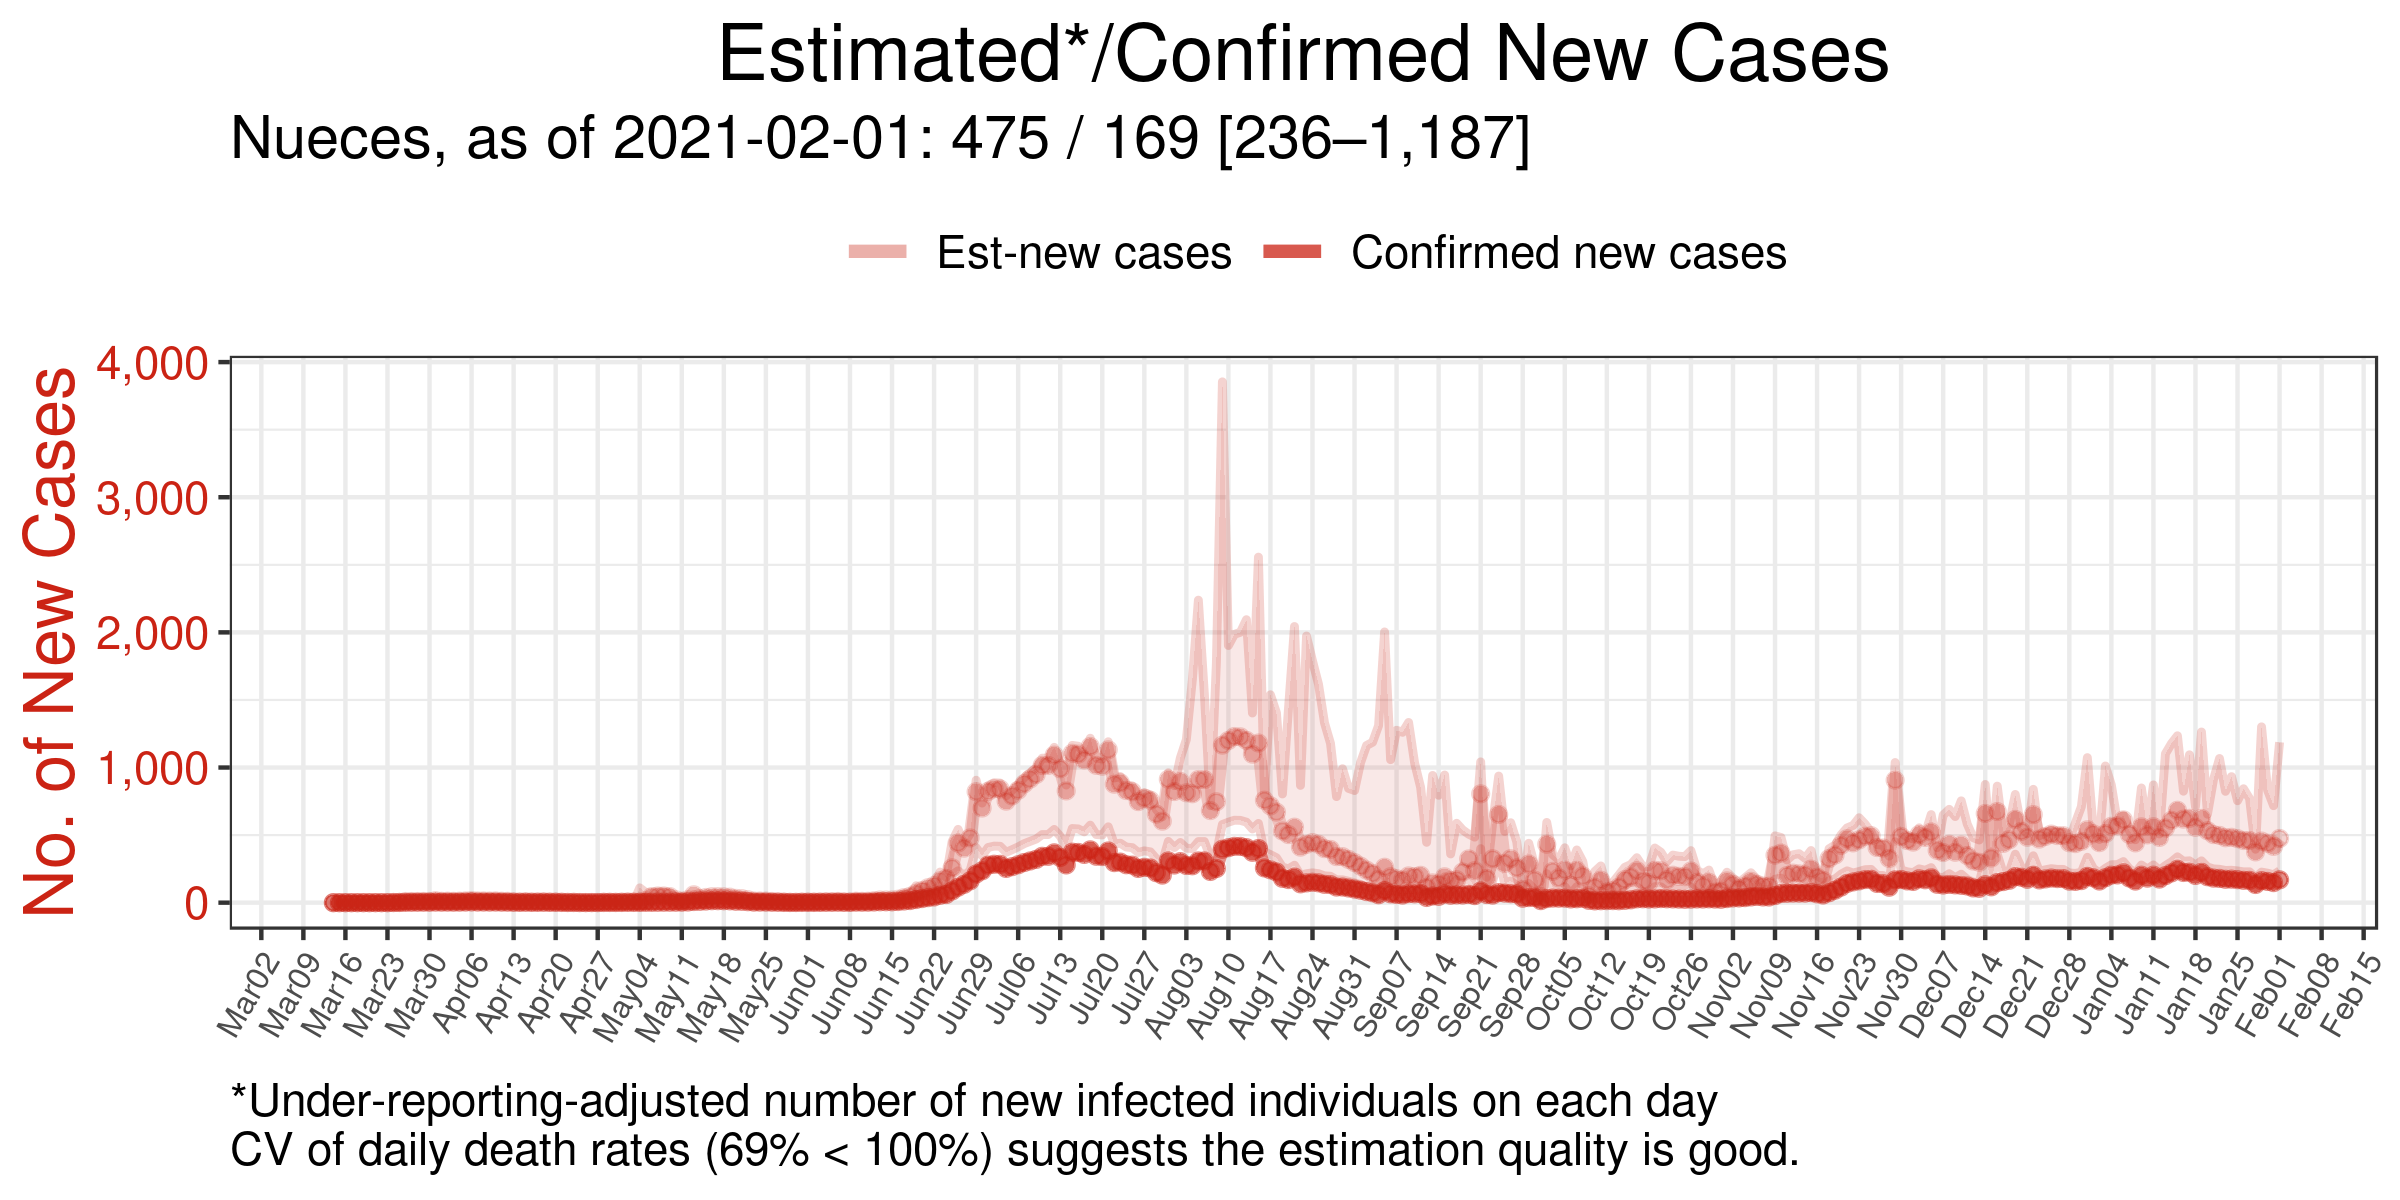 Estimated*/Confirmed New Cases
Nueces, as of 2021-02-01: 475 / 169 [236–1,187]
Est-new cases
Confirmed new cases
No. of New Cases
4,000
3,000
2,000
1,000
0
Mar02
Mar09
Mar16
Mar23
Mar30
Apr06
Apr13
Apr20
Apr27
May04
May11
May18
May25
Jun01
Jun08
Jun15
Jun22
Jun29
Jul06
Jul13
Jul20
Jul27
Aug03
Aug10
Aug17
Aug24
Aug31
Sep07
Sep14
Sep21
Sep28
Oct05
Oct12
Oct19
Oct26
Nov02
Nov09
Nov16
Nov23
Nov30
Dec07
Dec14
Dec21
Dec28
Jan04
Jan11
Jan18
Jan25
Feb01
Feb08
Feb15
*Under-reporting-adjusted number of new infected individuals on each day
CV of daily death rates (69% < 100%) suggests the estimation quality is good.